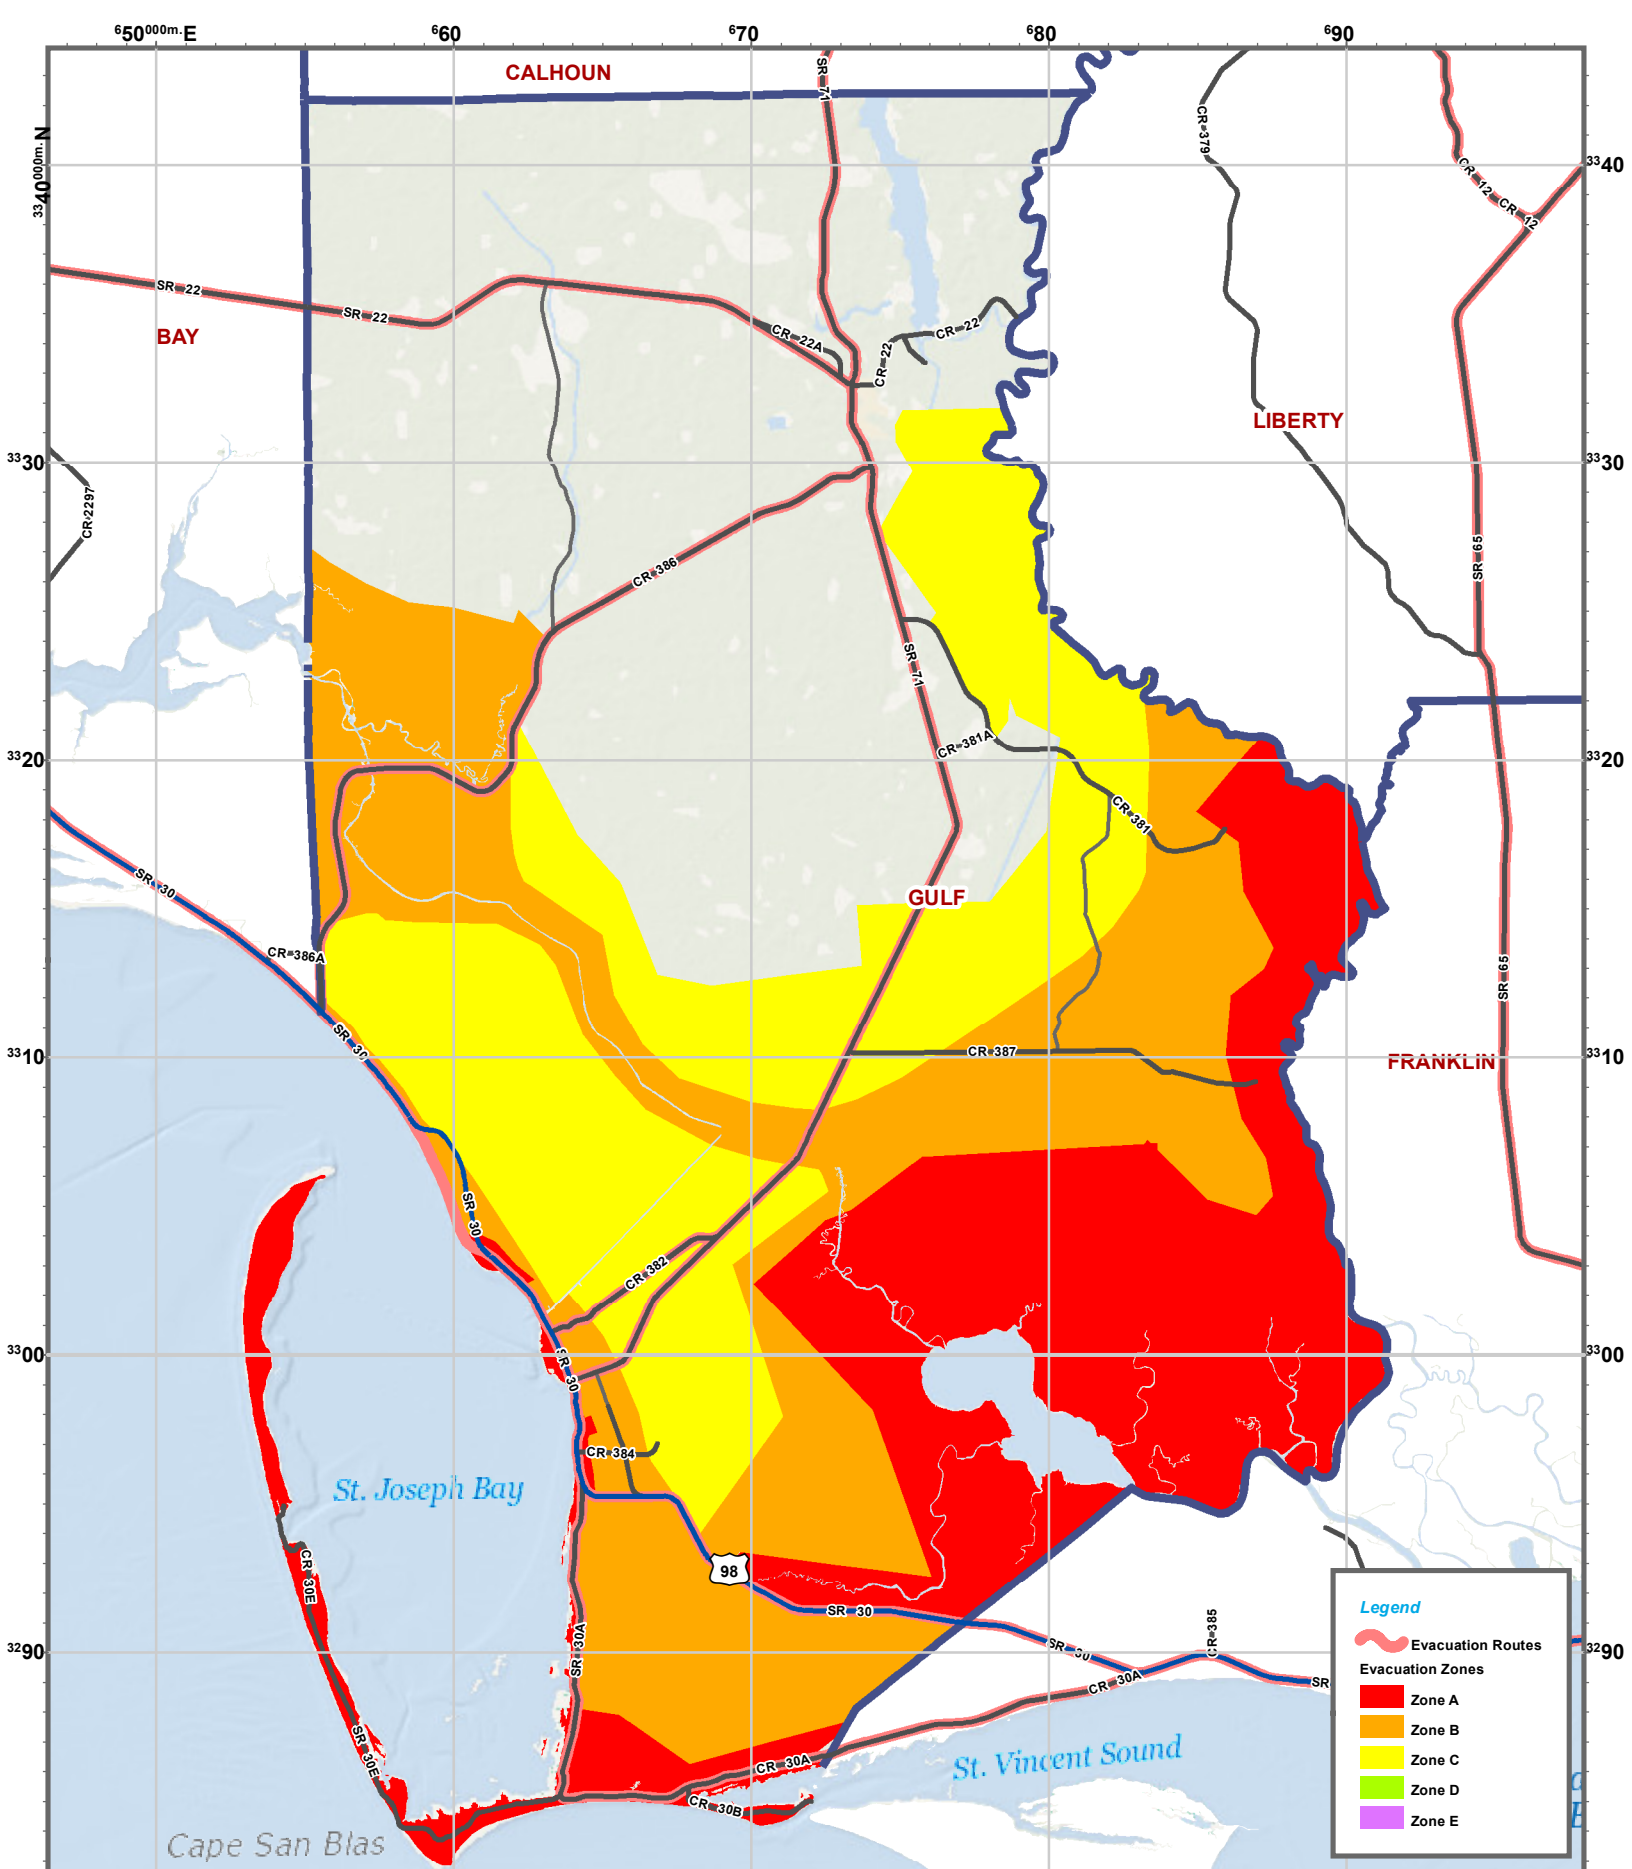 650000m.E
660
670
680
690
CALHOUN
SR 71
CR 379
CR 12
CR 12
3340000m.N
3340
SR 22
SR 22
BAY
CR 22A
CR 22
CR 22
LIBERTY
3330
3330
CR 2297
CR 386
SR 65
SR 71
3320
CR 381A
3320
CR 381
SR 30
GULF
CR 386A
SR 65
SR 30
3310
CR 387
FRANKLIN
3310
SR 30
CR 382
3300
SR 30
3300
CR 384
St. Joseph Bay
98
CR 30E
SR 30
CR 385
3290
SR 30A
SR 30
3290
CR 30A
SR
SR 30E
CR 30A
St. Vincent Sound
CR 30B
Cape San Blas
Legend
Evacuation Routes
Evacuation Zones
Zone A
Zone B
Zone C
Zone D
Zone E